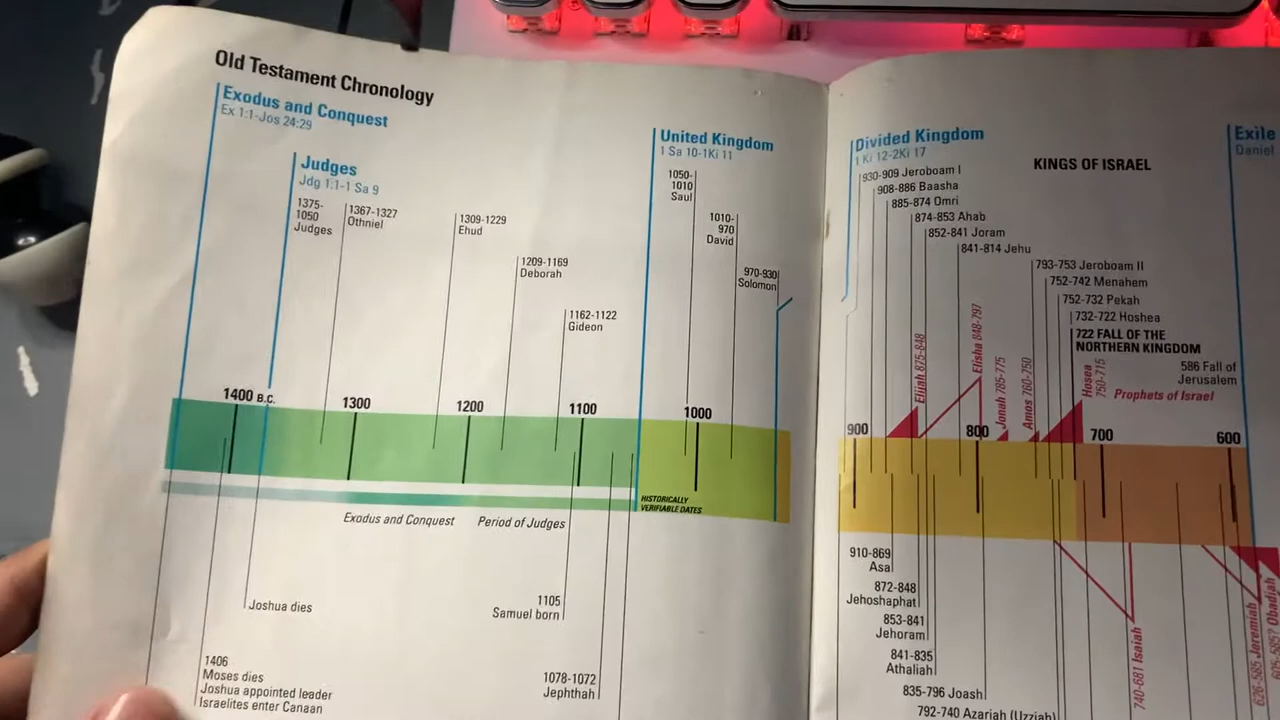 Old Testament Chronology
Exodus and Conquest
Ex 1:1-Jos 24:29
Judges
Jdg 1:1-1 Sa 9
1375-
1050
Judges
1367-1327
Othniel
1309-1229
Ehud
1209-1169
Deborah
1162-1122
Gideon
United Kingdom
1 Sa 10-1Ki 11
1050-
1010
Saul
1010-
970
David
970-930
Solomon
1400 B.C.
1300
1200
1100
1000
HISTORICALLY
VERIFIABLE DATES
Exodus and Conquest
Period of Judges
Joshua dies
1105
Samuel born
1406
Moses dies
Joshua appointed leader
Israelites enter Canaan
1078-1072
Jephthah
Divided Kingdom
1 Ki 12-2Ki 17
KINGS OF ISRAEL
930-909 Jeroboam I
908-886 Baasha
885-874 Omri
874-853 Ahab
852-841 Joram
841-814 Jehu
793-753 Jeroboam II
752-742 Menahem
752-732 Pekah
732-722 Hoshea
722 FALL OF THE
NORTHERN KINGDOM
586 Fall of
Jerusalem
Exile
Daniel
Elijah 875-848
Elisha 848-797
Jonah 785-775
Amos 760-750
Hosea
750-715
Prophets of Israel
900
800
700
600
910-869
Asa
872-848
Jehoshaphat
853-841
Jehoram
841-835
Athaliah
835-796 Joash
792-740 Azariah (Uzziah)
740-681 Isaiah
626-585 Jeremiah
Obadiah